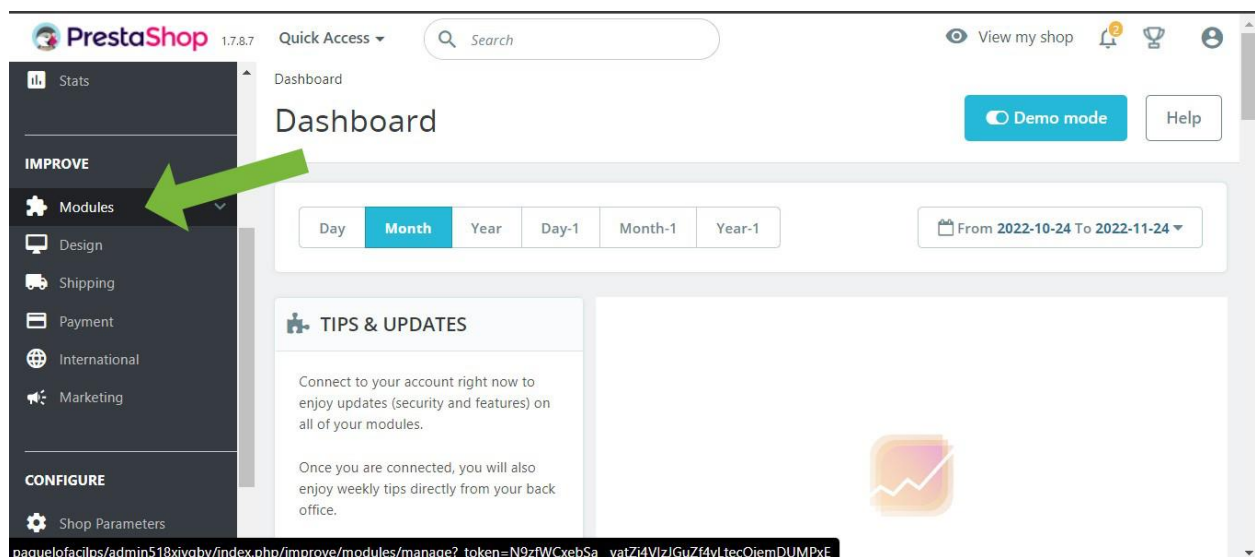 PrestaShop 1.7.8.7 Quick Access Search View my shop 2
Stats
Dashboard
Dashboard
Demo mode Help
IMPROVE
Modules
Design
Shipping
Payment
International
Marketing
CONFIGURE
Shop Parameters
Day Month Year Day-1 Month-1 Year-1
From 2022-10-24 To 2022-11-24
TIPS & UPDATES
Connect to your account right now to
enjoy updates (security and features) on
all of your modules.
Once you are connected, you will also
enjoy weekly tips directly from your back
office.